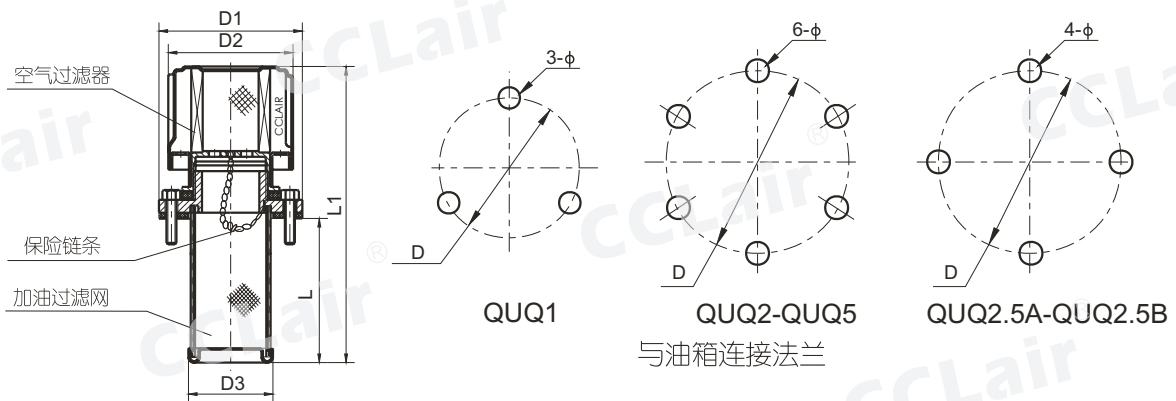 D1
D2
空气过滤器
CCLAIR
L1
保险链条
加油过滤网
L
D3
3-ϕ
D
QUQ1
6-ϕ
D
QUQ2-QUQ5
4-ϕ
D
QUQ2.5A-QUQ2.5B
与油箱连接法兰
CCLair
CCLair
CCLair
CCLair
CCLair
CCLair
®
®
®